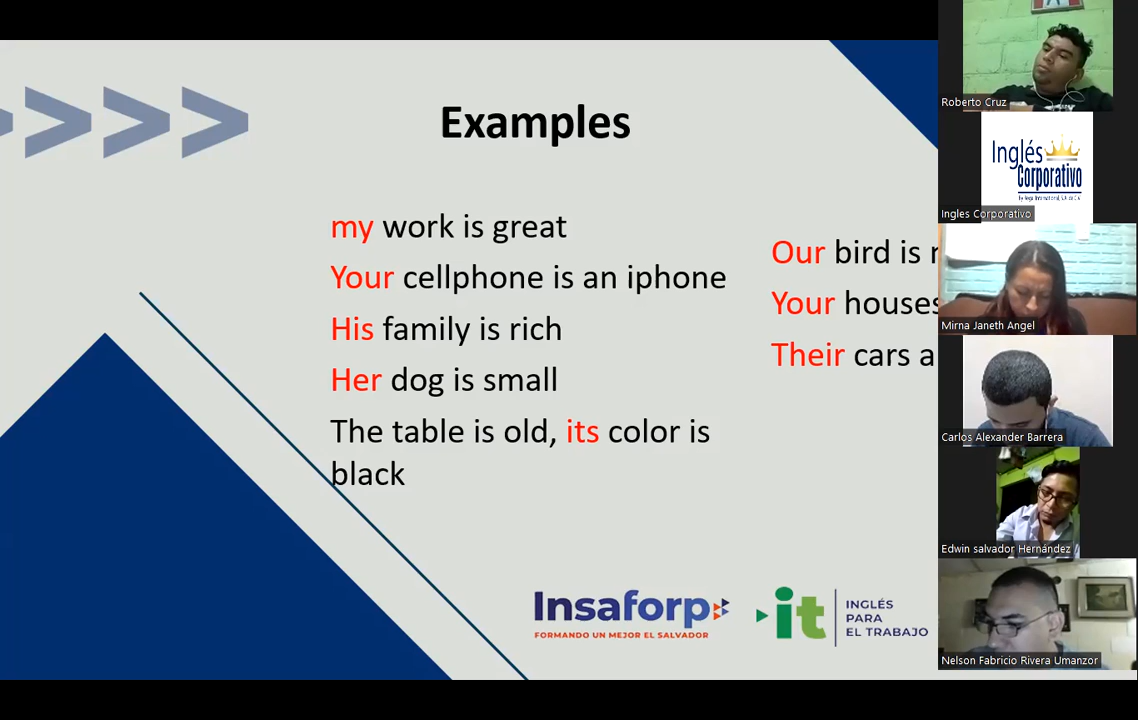 Examples
my work is great
Your cellphone is an iphone
His family is rich
Her dog is small
The table is old, its color is
black
Our bird is
Your houses
Their cars a
Insaforp
FORMANDO UN MEJOR EL SALVADOR
it
INGLÉS
PARA
EL TRABAJO
Roberto Cruz
Inglés
Corporativo
Ingles Corporativo
Mirna Janeth Angel
Carlos Alexander Barrera
Edwin salvador Hernández
Nelson Fabricio Rivera Umanzor